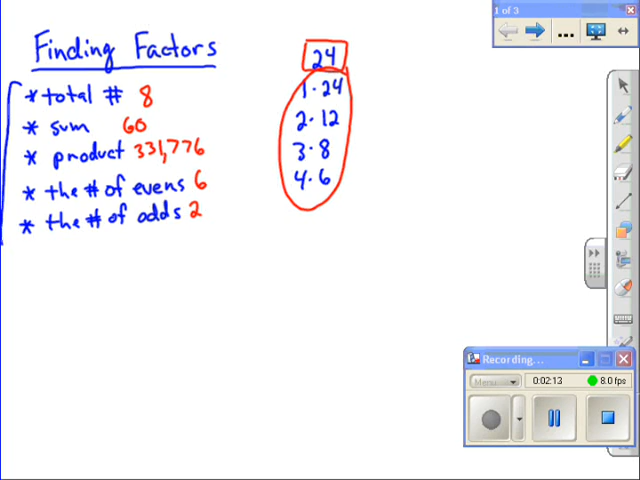 1 of 3
Finding Factors
24
* total # 8
* sum 60
* product 331,776
* the # of evens 6
* the # of odds 2
1 · 24
2 · 12
3 · 8
4 · 6
Recording...
Menu
0:02:13
8.0 fps